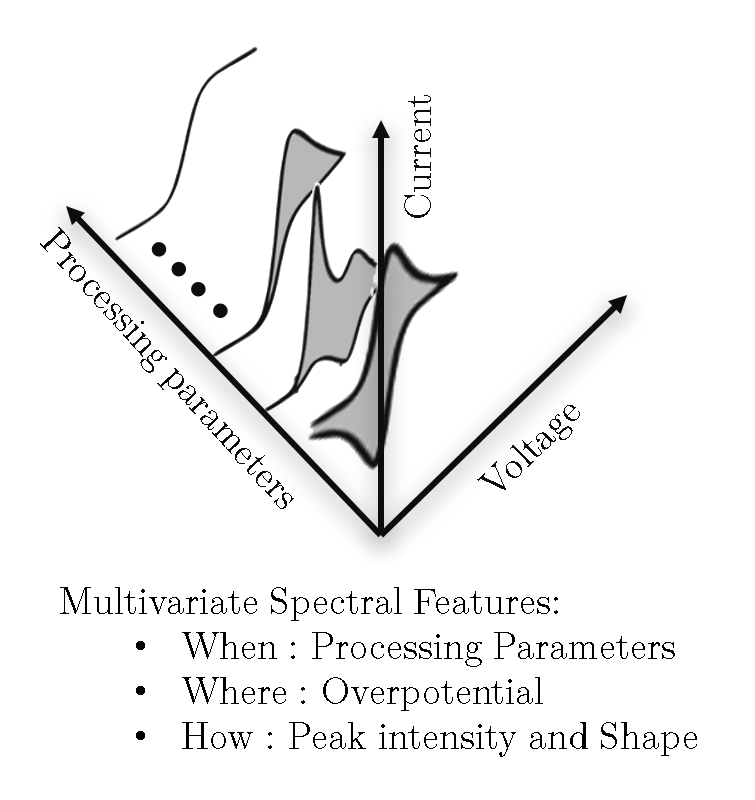 Current
Processing parameters
Voltage
Multivariate Spectral Features:
• When : Processing Parameters
• Where : Overpotential
• How : Peak intensity and Shape